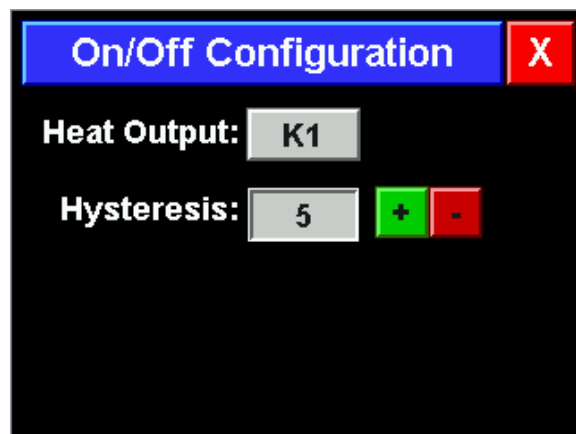 On/Off Configuration X
Heat Output: K1
Hysteresis: 5 + -